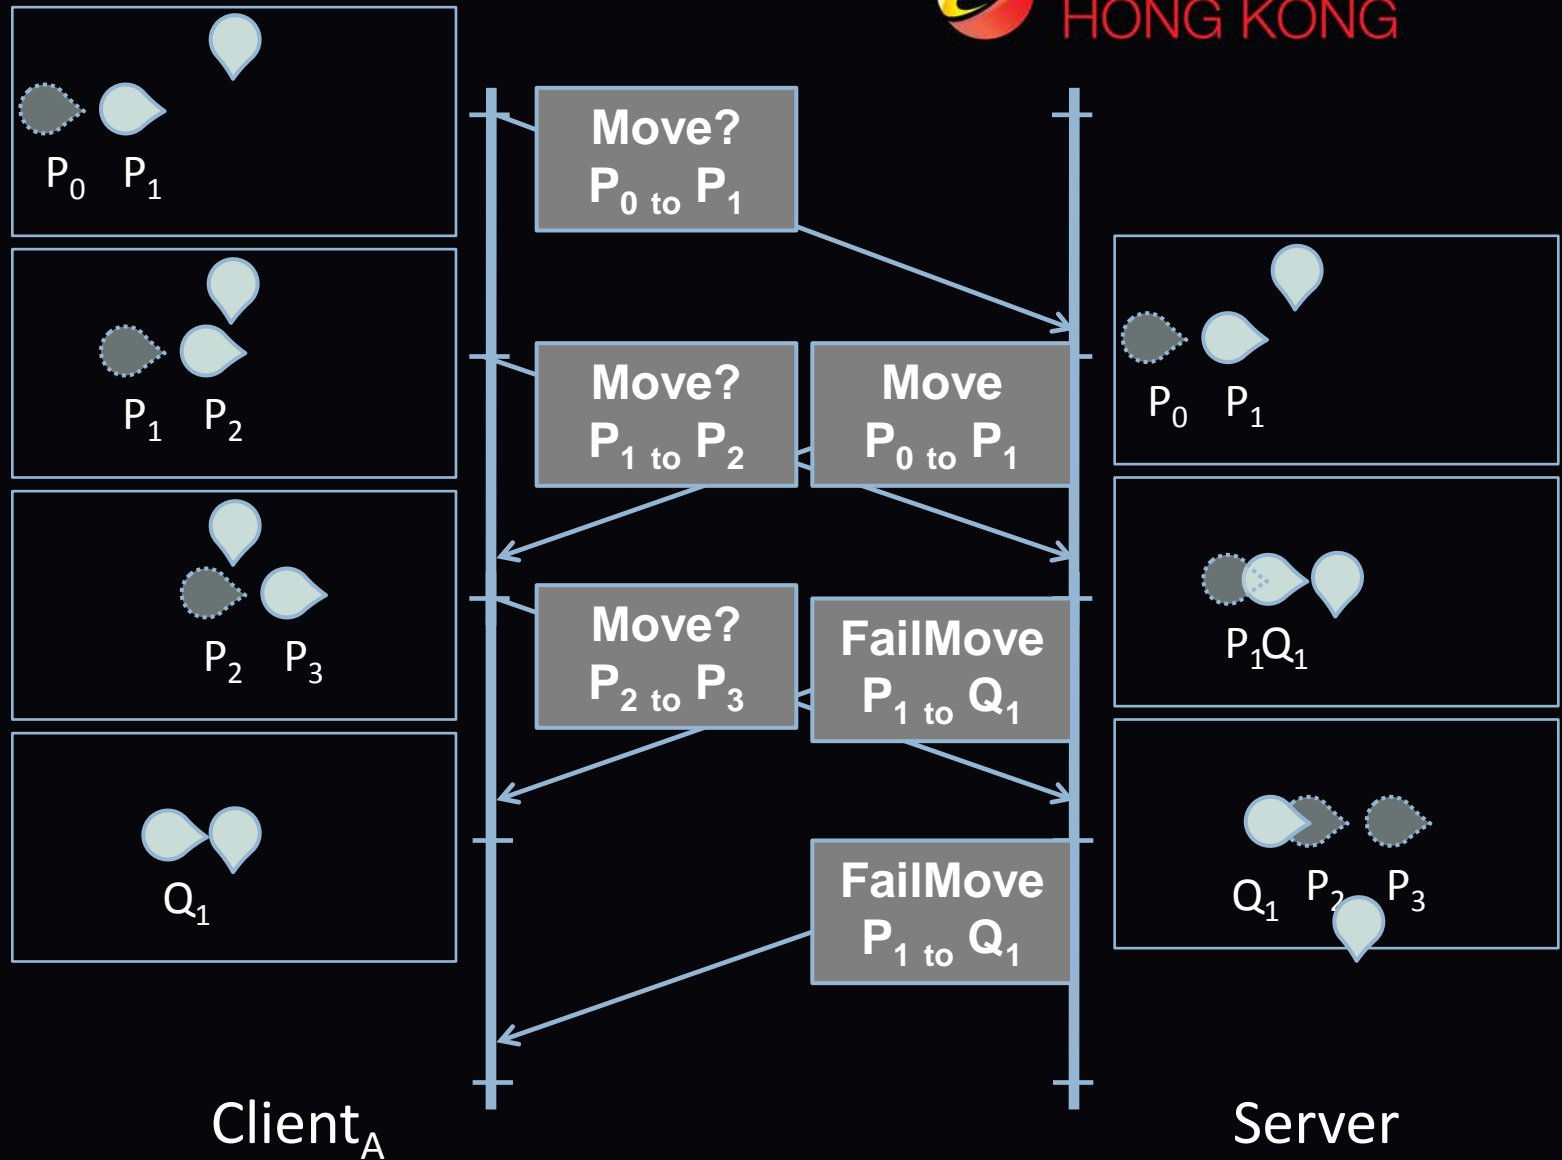 HONG KONG
P₀ P₁
Move?
P₀ to P₁
P₁ P₂
Move?
P₁ to P₂
Move
P₀ to P₁
P₀ P₁
P₂ P₃
Move?
P₂ to P₃
FailMove
P₁ to Q₁
P₁Q₁
Q₁
FailMove
P₁ to Q₁
Q₁ P₂ P₃
Client_A
Server